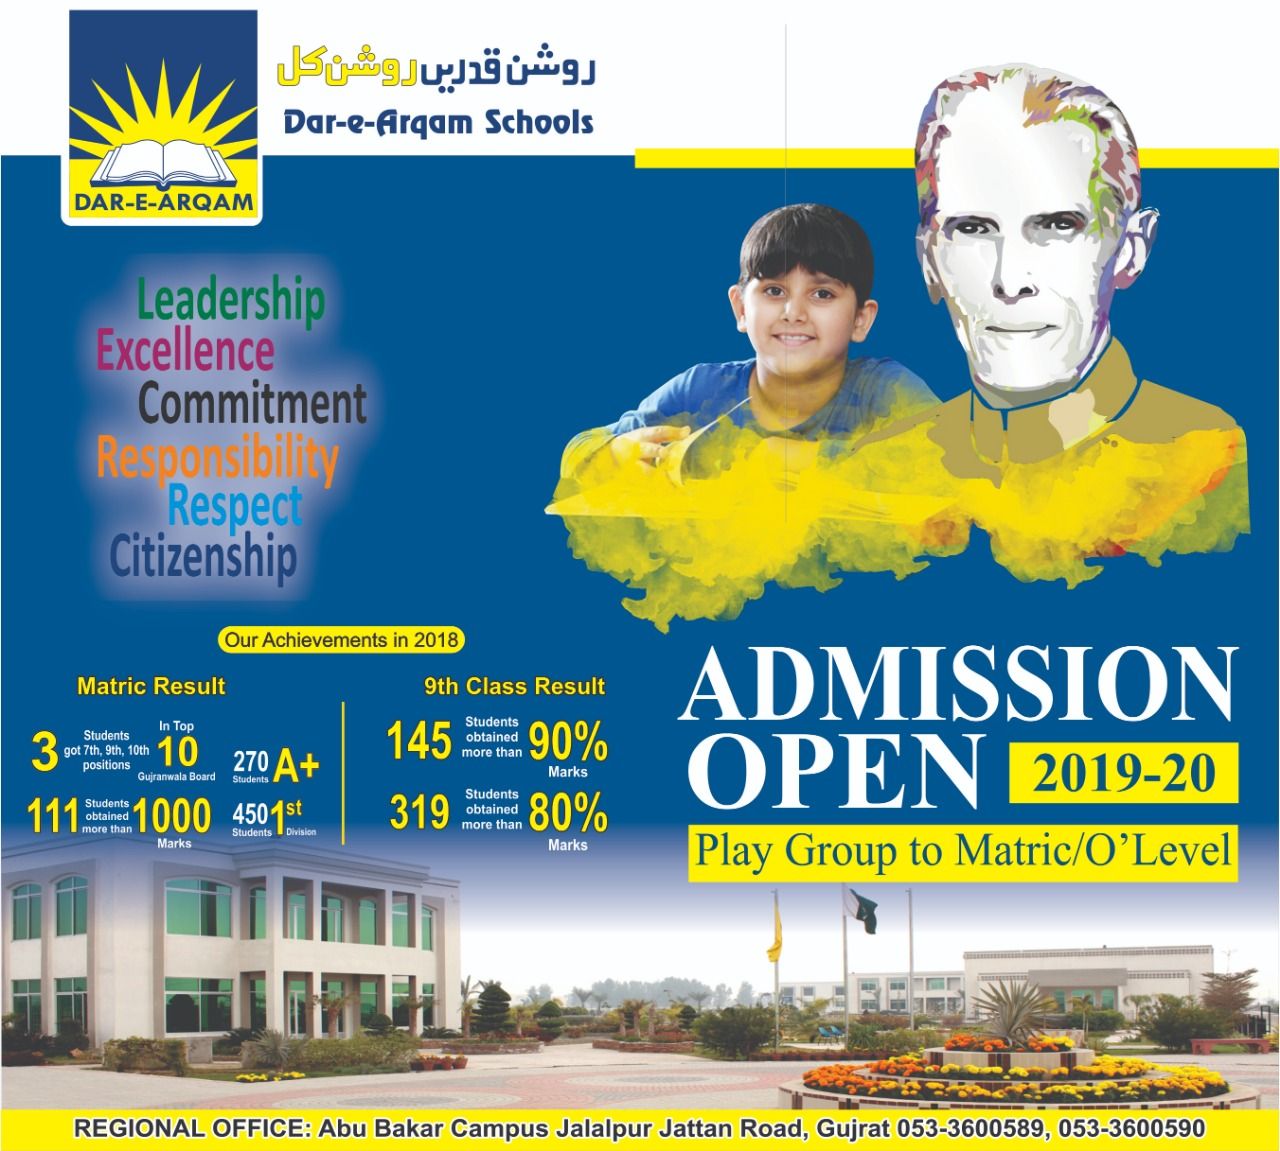 روشن قدریں روشن کل
Dar-e-Arqam Schools
DAR-E-ARQAM
Leadership
Excellence
Commitment
Responsibility
Respect
Citizenship
Our Achievements in 2018
Matric Result
3 Students got 7th, 9th, 10th positions In Top 10 Gujranwala Board
270 Students A+
111 Students obtained more than 1000 Marks
450 Students 1st Division
9th Class Result
145 Students obtained more than 90% Marks
319 Students obtained more than 80% Marks
ADMISSION
OPEN 2019-20
Play Group to Matric/O'Level
REGIONAL OFFICE: Abu Bakar Campus Jalalpur Jattan Road, Gujrat 053-3600589, 053-3600590